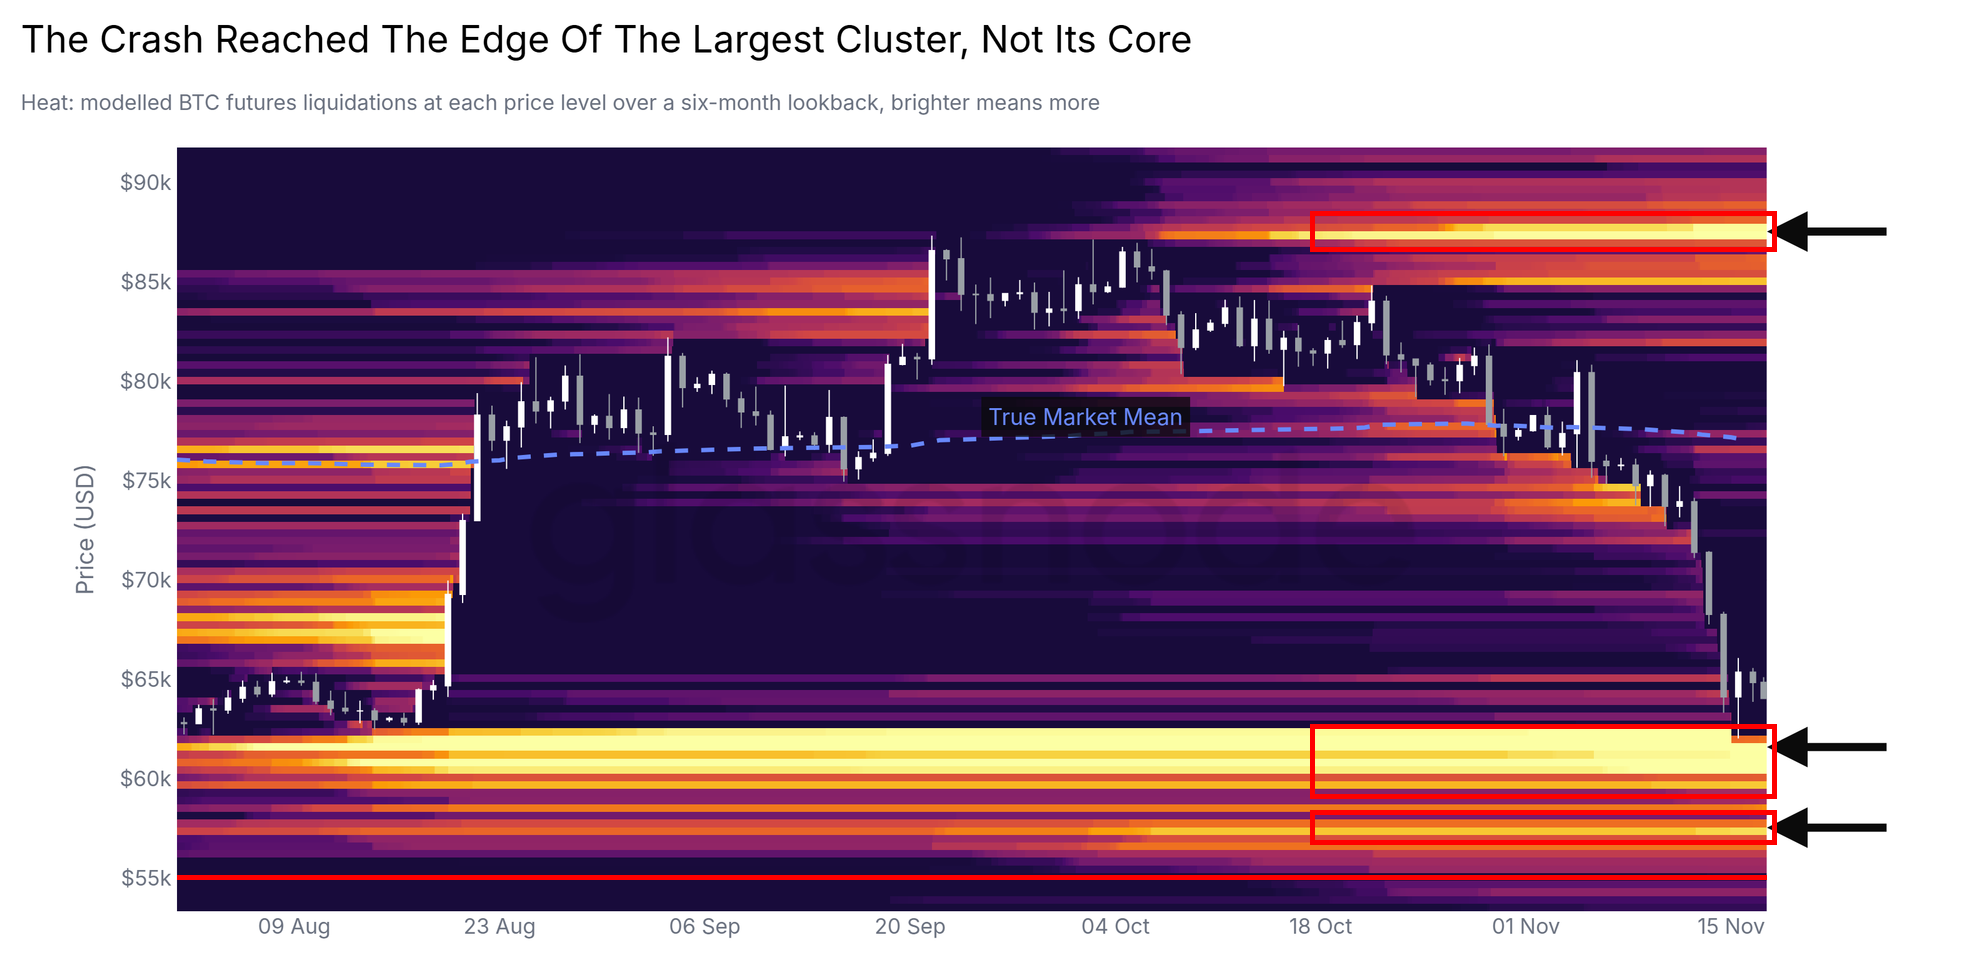 The Crash Reached The Edge Of The Largest Cluster, Not Its Core
Heat: modelled BTC futures liquidations at each price level over a six-month lookback, brighter means more
$90k
$85k
$80k
$75k
$70k
$65k
$60k
$55k
Price (USD)
True Market Mean
glassnode
09 Aug
23 Aug
06 Sep
20 Sep
04 Oct
18 Oct
01 Nov
15 Nov